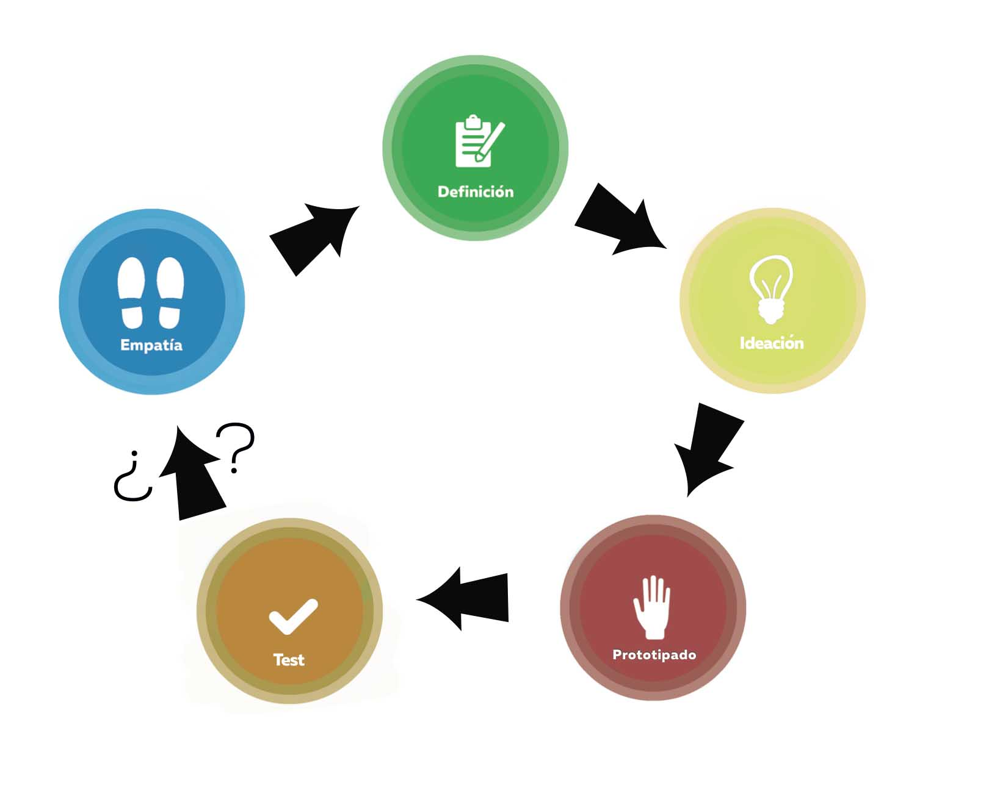 Definición
Empatía
Ideación
¿ ?
Prototipado
Test